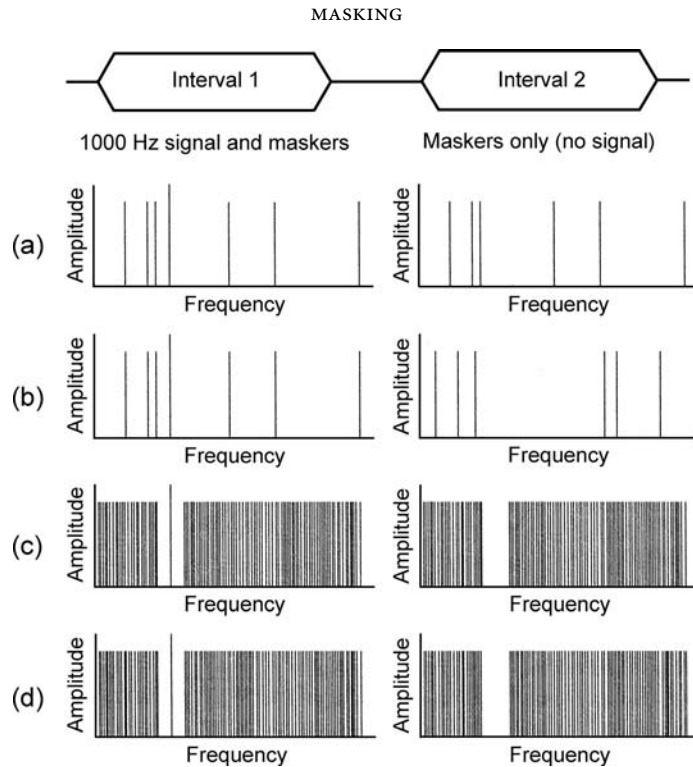 MASKING
Interval 1 Interval 2
1000 Hz signal and maskers Maskers only (no signal)
(a) Amplitude Amplitude
Frequency Frequency
(b) Amplitude Amplitude
Frequency Frequency
(c) Amplitude Amplitude
Frequency Frequency
(d) Amplitude Amplitude
Frequency Frequency